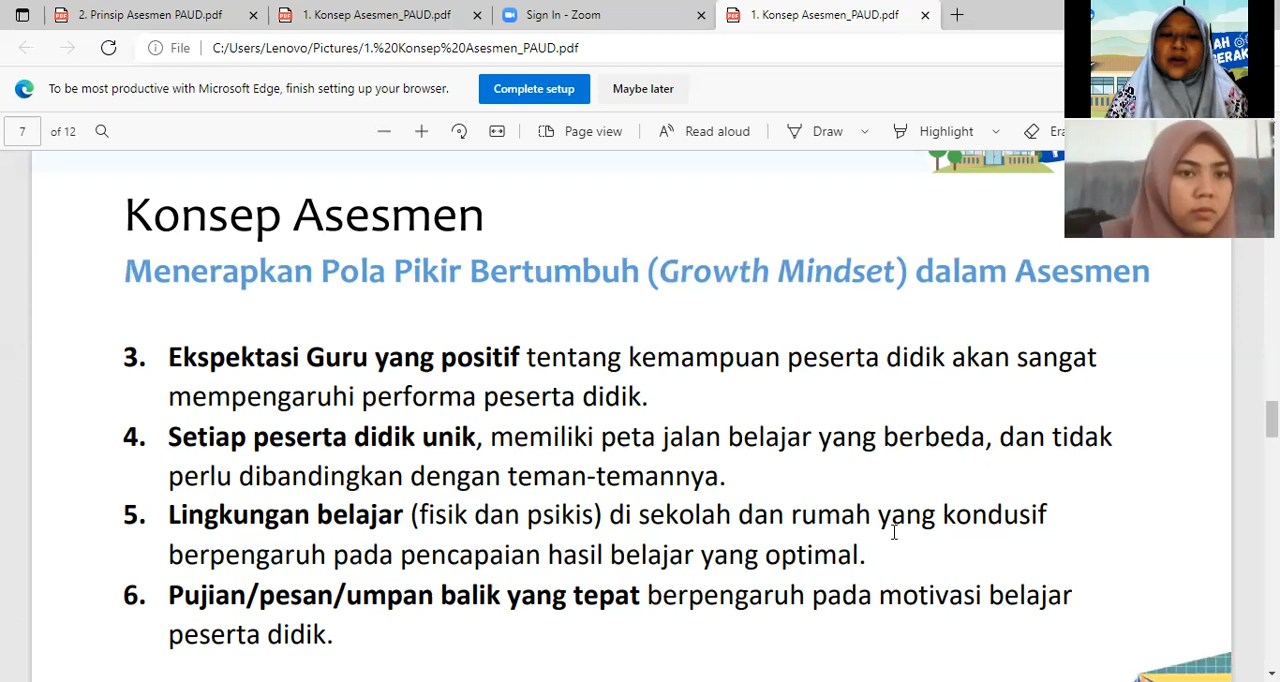 2. Prinsip Asesmen PAUD.pdf
1. Konsep Asesmen_PAUD.pdf
Sign In - Zoom
1. Konsep Asesmen_PAUD.pdf
File
C:/Users/Lenovo/Pictures/1.%20Konsep%20Asesmen_PAUD.pdf
To be most productive with Microsoft Edge, finish setting up your browser.
Complete setup
Maybe later
7 of 12
Page view
Read aloud
Draw
Highlight
Era
AH
ERAK
Konsep Asesmen
Menerapkan Pola Pikir Bertumbuh (Growth Mindset) dalam Asesmen
3. Ekspektasi Guru yang positif tentang kemampuan peserta didik akan sangat
mempengaruhi performa peserta didik.
4. Setiap peserta didik unik, memiliki peta jalan belajar yang berbeda, dan tidak
perlu dibandingkan dengan teman-temannya.
5. Lingkungan belajar (fisik dan psikis) di sekolah dan rumah yang kondusif
berpengaruh pada pencapaian hasil belajar yang optimal.
6. Pujian/pesan/umpan balik yang tepat berpengaruh pada motivasi belajar
peserta didik.